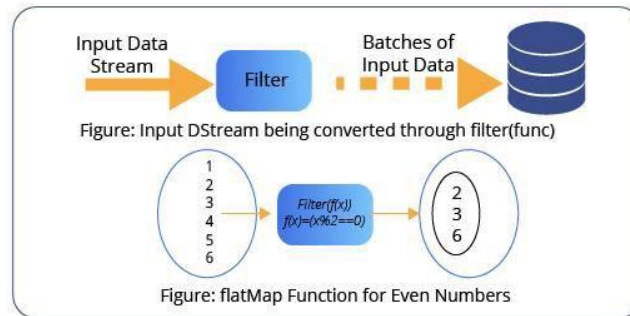 Input Data
Stream
Filter
Batches of
Input Data
Figure: Input DStream being converted through filter(func)
1
2
3
4
5
6
Filter(f(x))
f(x)=(x%2==0)
2
3
6
Figure: flatMap Function for Even Numbers